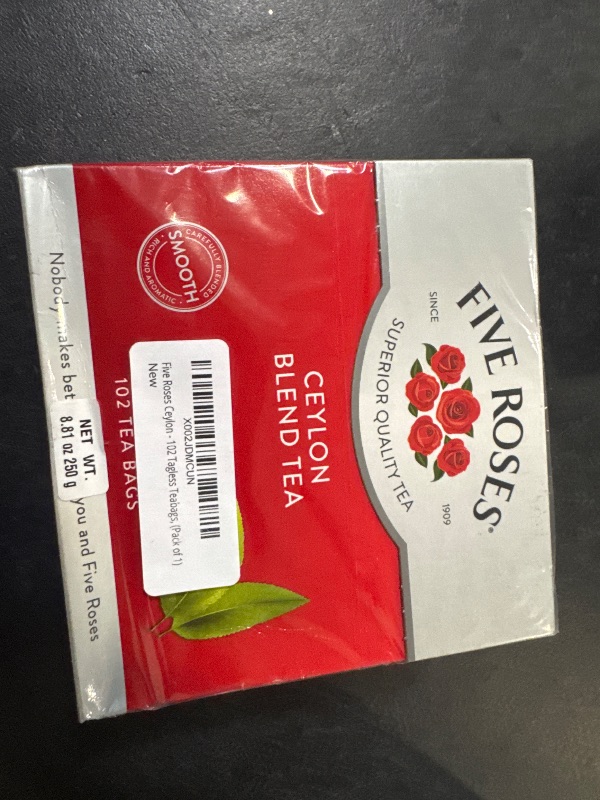 FIVE ROSES®
SINCE
1909
SUPERIOR QUALITY TEA
CEYLON
BLEND TEA
CAREFULLY BLENDED
SMOOTH
RICH AND AROMATIC
X002JDMCUN
Five Roses Ceylon - 102 Tagless Teabags, (Pack of 1)
New
102 TEA BAGS
NET WT.
8.81 oz 250 g
Nobody makes bet you and Five Roses